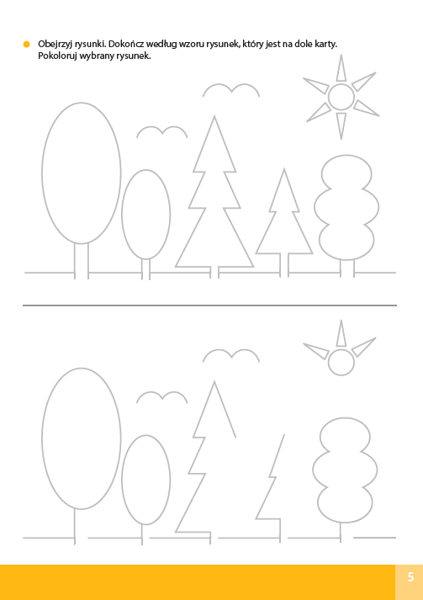 Obejrzyj rysunki. Dokończ według wzoru rysunek, który jest na dole karty.
Pokoloruj wybrany rysunek.
5